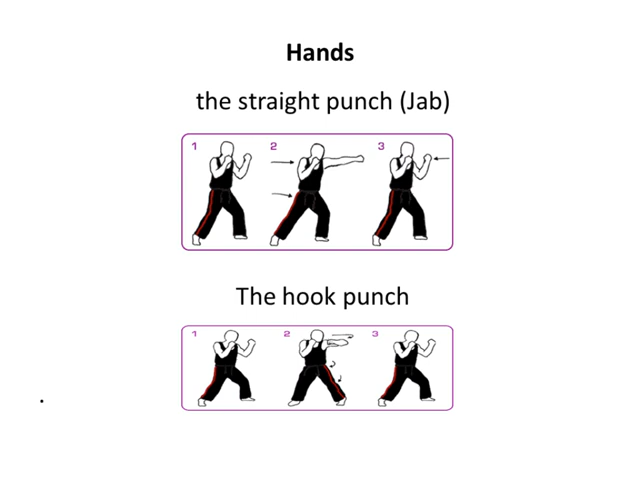 Hands
the straight punch (Jab)
1 2 3
The hook punch
1 2 3
.